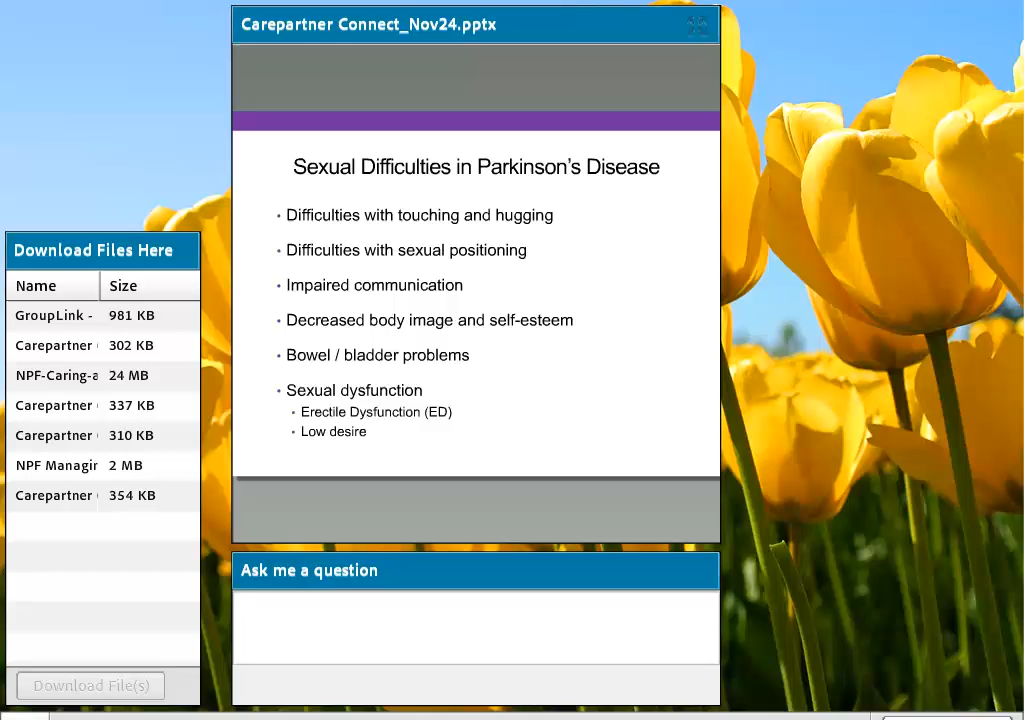 Carepartner Connect_Nov24.pptx
Sexual Difficulties in Parkinson's Disease
• Difficulties with touching and hugging
• Difficulties with sexual positioning
• Impaired communication
• Decreased body image and self-esteem
• Bowel / bladder problems
• Sexual dysfunction
• Erectile Dysfunction (ED)
• Low desire
Download Files Here
Name Size
GroupLink - 981 KB
Carepartner 302 KB
NPF-Caring-a 24 MB
Carepartner 337 KB
Carepartner 310 KB
NPF Managin 2 MB
Carepartner 354 KB
Download File(s)
Ask me a question